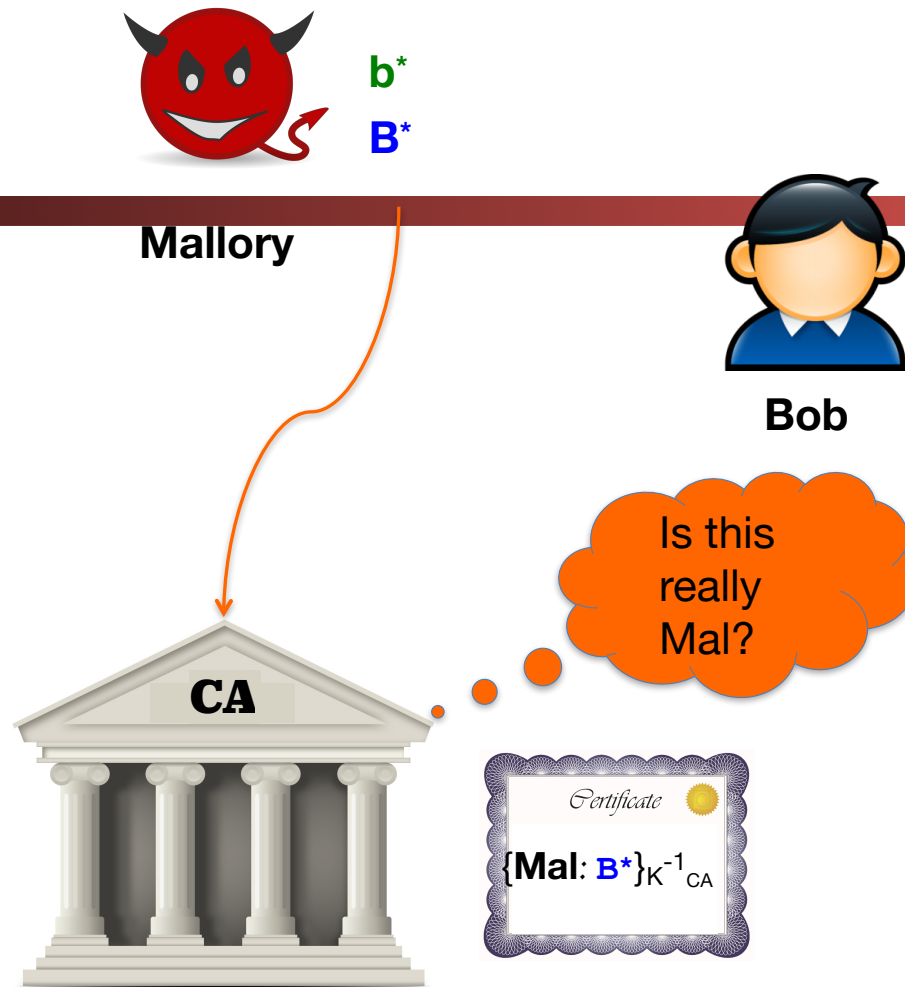 b*
B*
Mallory
Bob
Is this
really
Mal?
CA
Certificate
{Mal: B*}K⁻¹CA